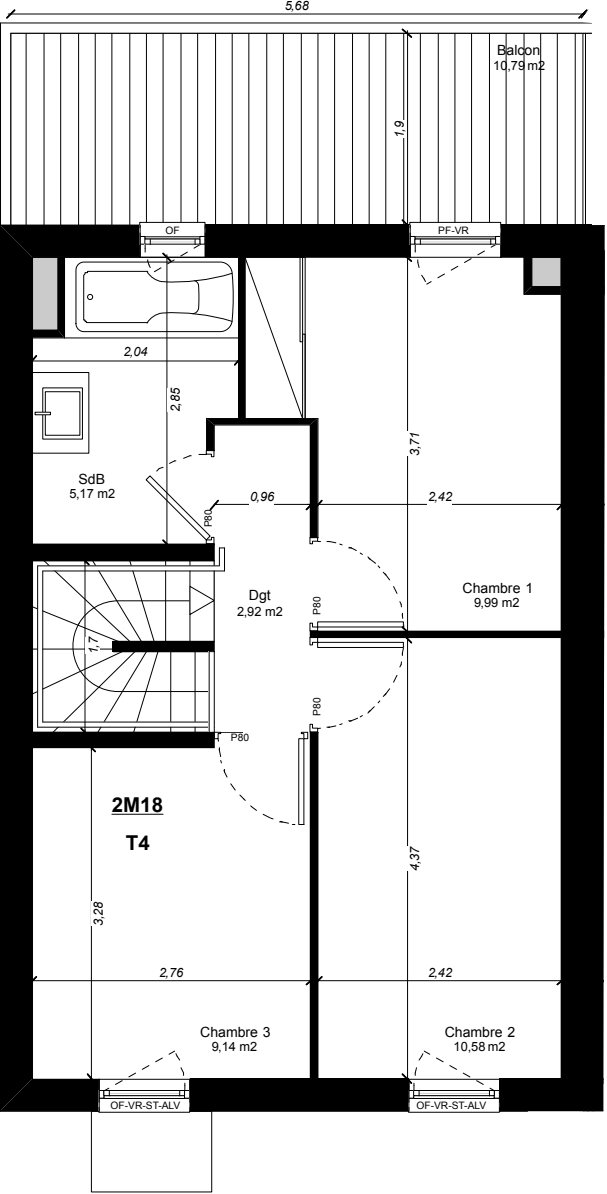 5,68
Balcon
10,79 m2
1,9
OF
PF-VR
2,04
2,85
3,71
SdB
5,17 m2
0,96
2,42
P80
Dgt
2,92 m2
Chambre 1
9,99 m2
P80
1,7
P80
P80
2M18
T4
4,37
3,28
2,76
2,42
Chambre 3
9,14 m2
Chambre 2
10,58 m2
OF-VR-ST-ALV
OF-VR-ST-ALV